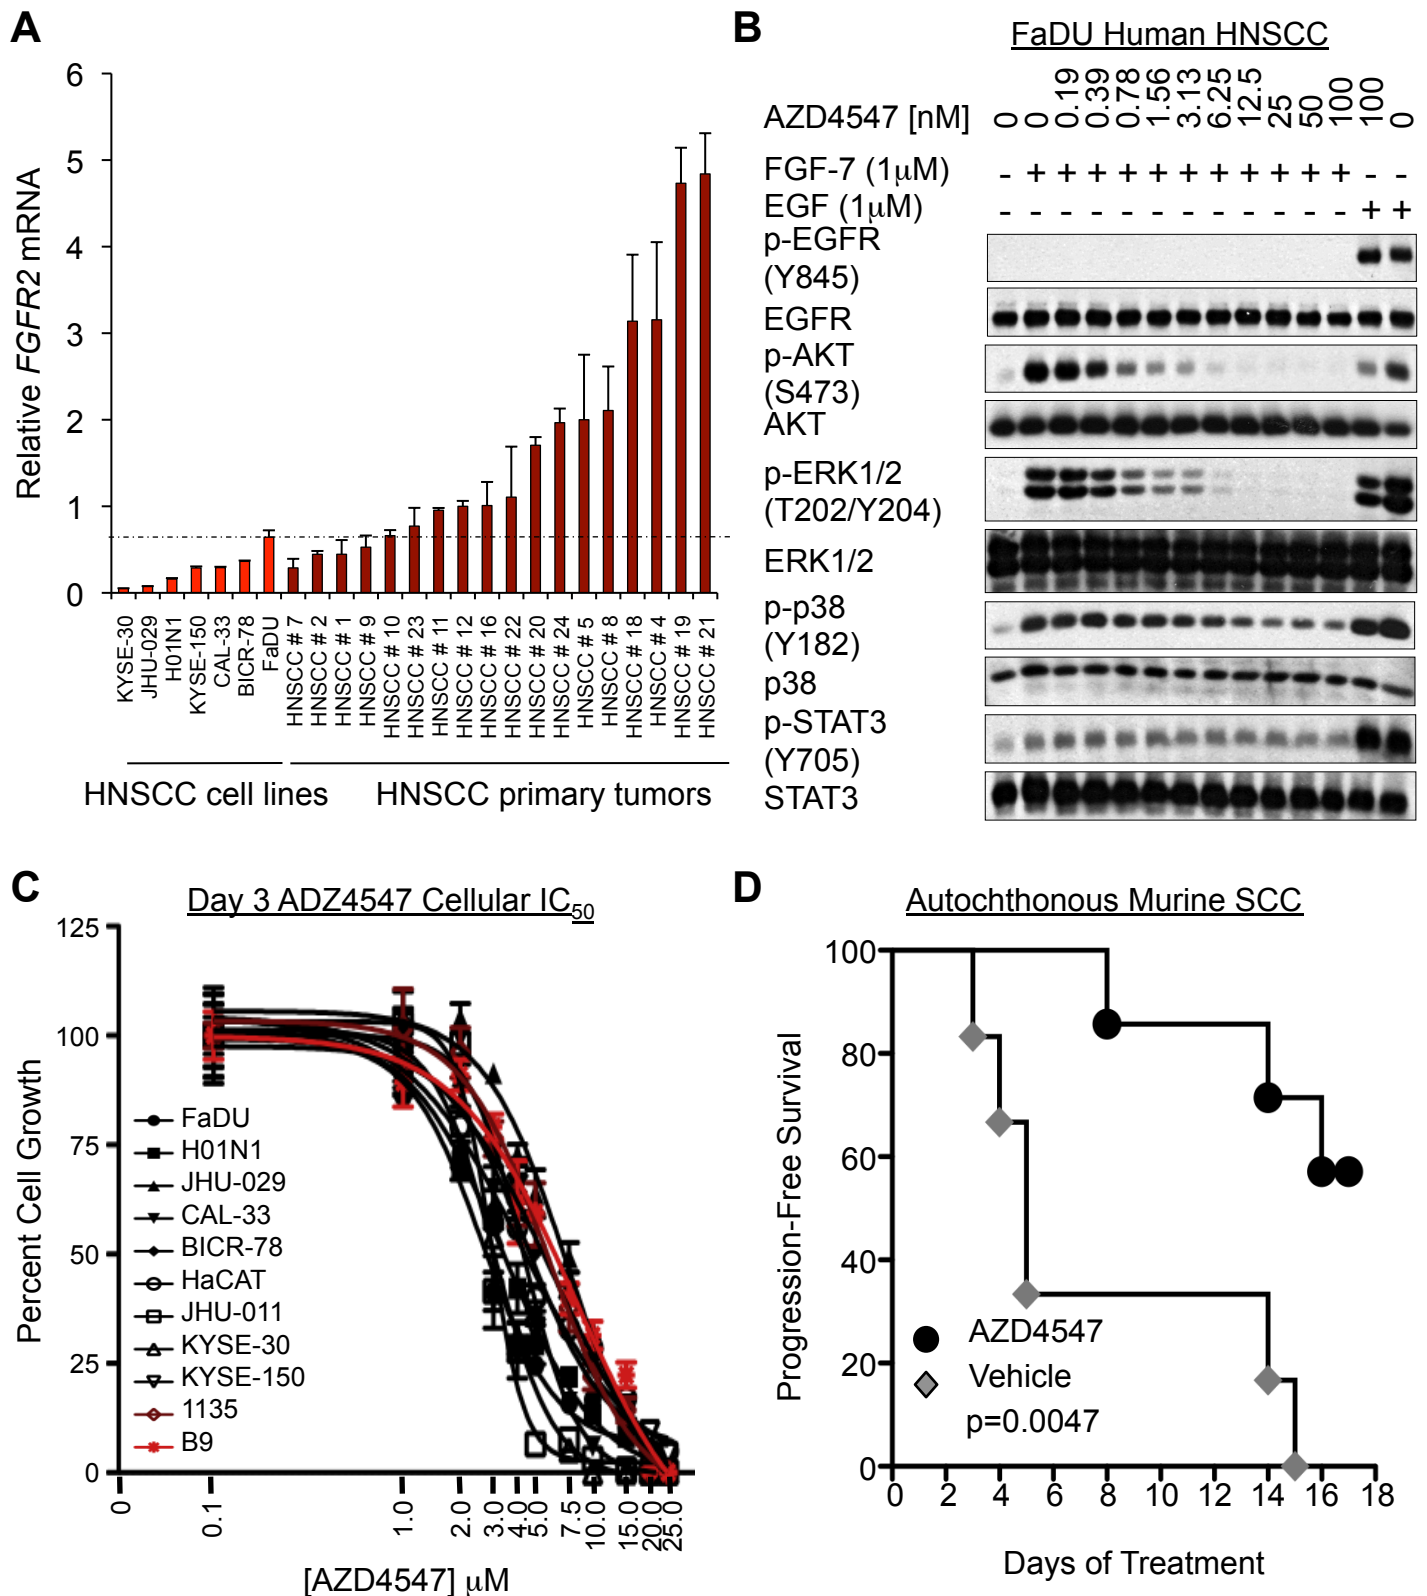 A
6
5
4
3
2
1
0
Relative FGFR2 mRNA
KYSE-30
JHU-029
H01N1
KYSE-150
CAL-33
BICR-78
FaDU
HNSCC # 7
HNSCC # 2
HNSCC # 1
HNSCC # 9
HNSCC # 10
HNSCC # 23
HNSCC # 11
HNSCC # 12
HNSCC # 16
HNSCC # 22
HNSCC # 20
HNSCC # 24
HNSCC # 5
HNSCC # 8
HNSCC # 18
HNSCC # 4
HNSCC # 19
HNSCC # 21
HNSCC cell lines
HNSCC primary tumors
B
FaDU Human HNSCC
AZD4547 [nM] 0 0 0.19 0.39 0.78 1.56 3.13 6.25 12.5 25 50 100 100 0
FGF-7 (1μM) - + + + + + + + + + + + - -
EGF (1μM) - - - - - - - - - - - - + +
p-EGFR
(Y845)
EGFR
p-AKT
(S473)
AKT
p-ERK1/2
(T202/Y204)
ERK1/2
p-p38
(Y182)
p38
p-STAT3
(Y705)
STAT3
C
Day 3 ADZ4547 Cellular IC50
125
100
75
50
25
0
Percent Cell Growth
FaDU
H01N1
JHU-029
CAL-33
BICR-78
HaCAT
JHU-011
KYSE-30
KYSE-150
1135
B9
0 0.1 1.0 2.0 3.0 4.0 5.0 7.5 10.0 15.0 20.0 25.0
[AZD4547] μM
D
Autochthonous Murine SCC
100
80
60
40
20
0
Progression-Free Survival
AZD4547
Vehicle
p=0.0047
0 2 4 6 8 10 12 14 16 18
Days of Treatment